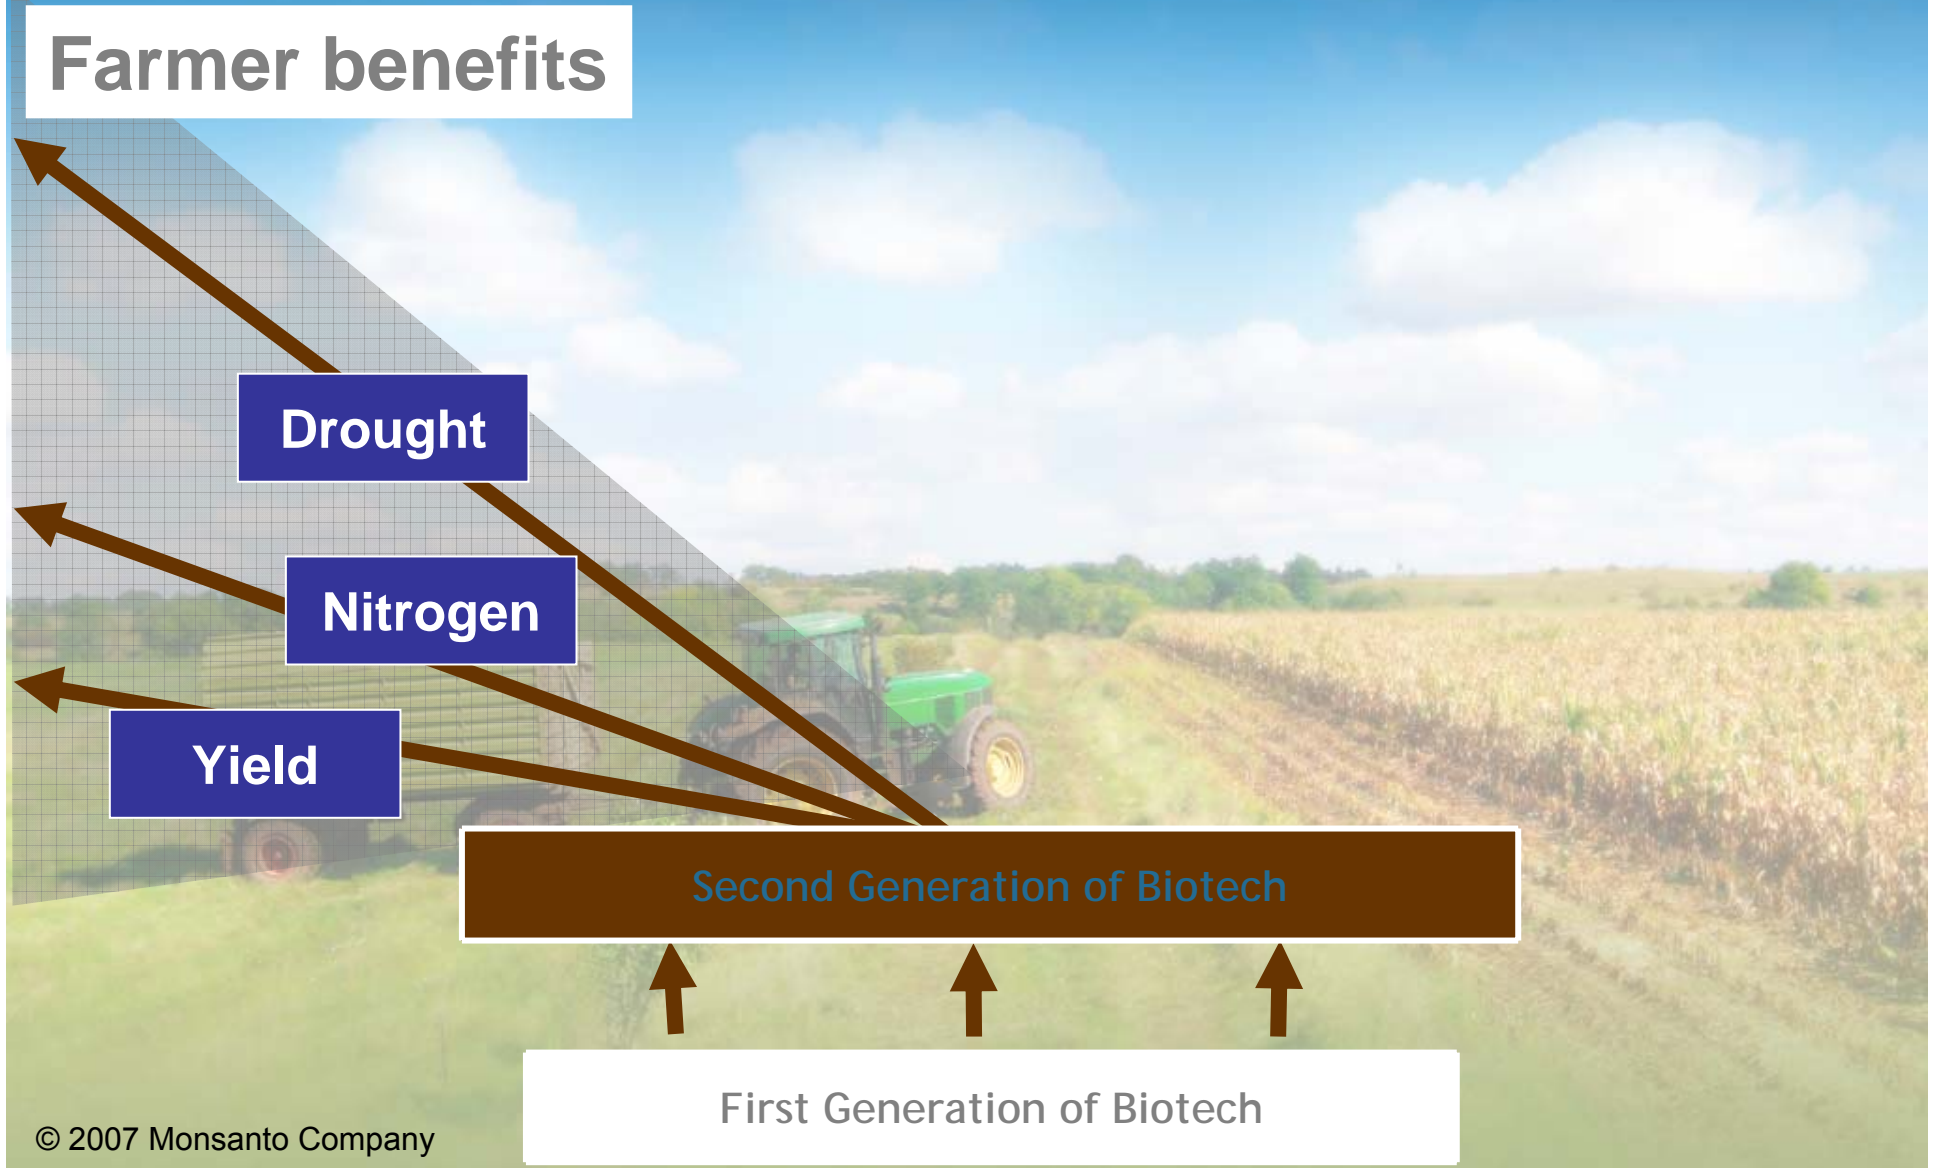 Farmer benefits
Drought
Nitrogen
Yield
Second Generation of Biotech
First Generation of Biotech
© 2007 Monsanto Company